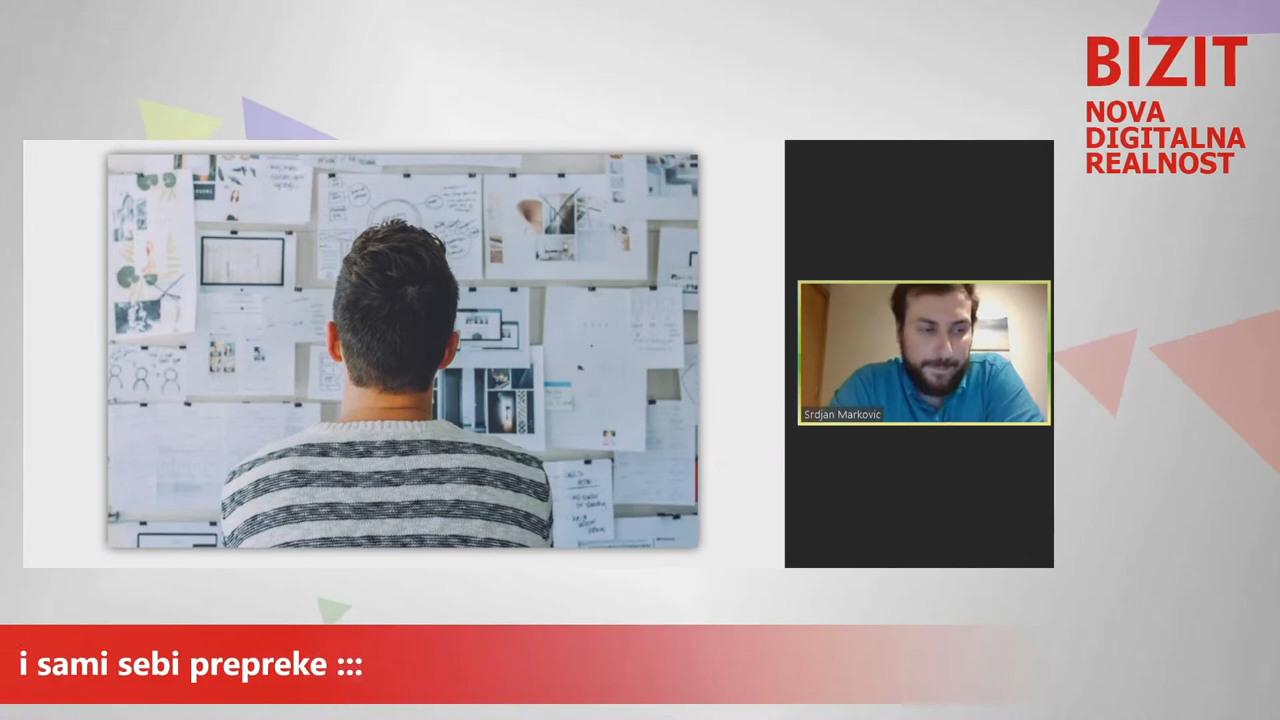 BIZIT
NOVA
DIGITALNA
REALNOST
Srdjan Markovic
i sami sebi prepreke :::